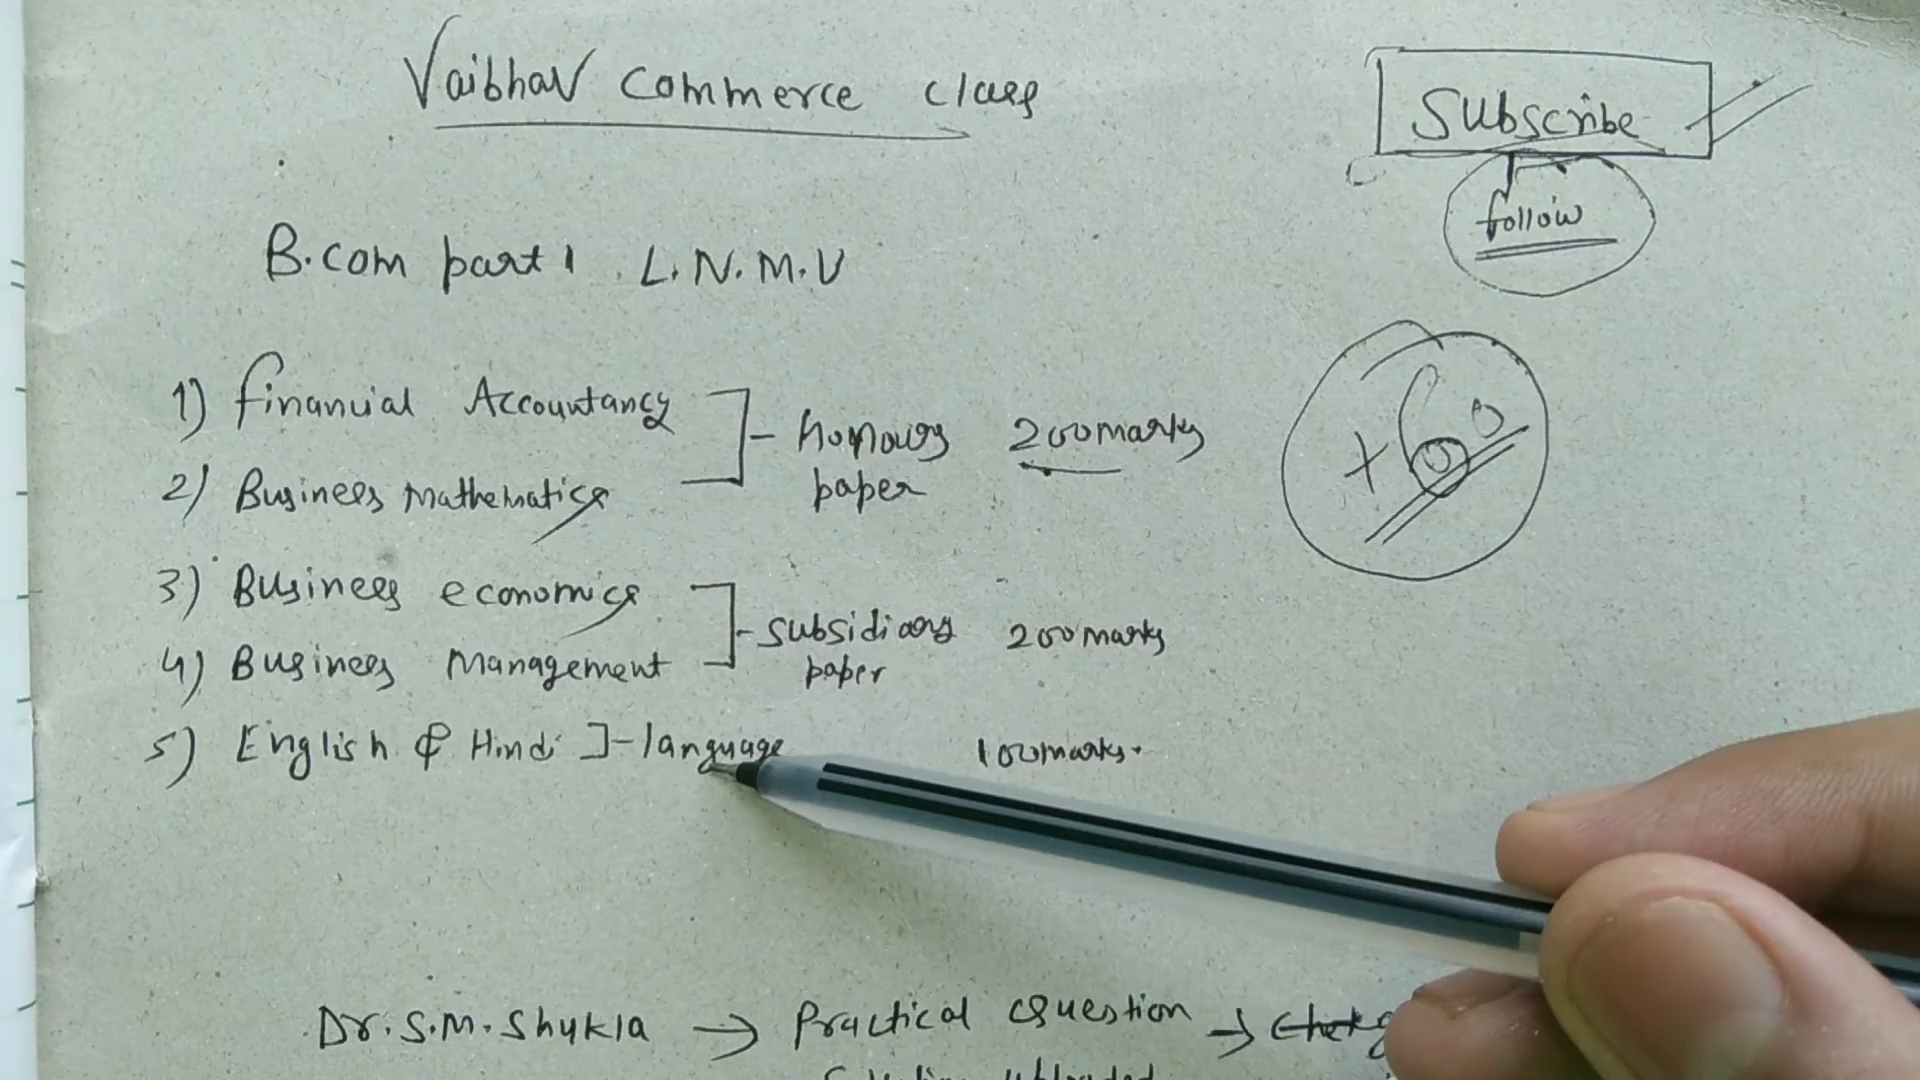 Vaibhav Commerce class
Subscribe
follow
B.com part 1 L.N.M.U
1) Financial Accountancy
2) Business Mathematics
honours 200 marks
paper
+60
3) Business economics
4) Business Management
subsidiary 200 marks
paper
5) English & Hindi ]-language 100 marks.
Dr. S.M. Shukla → Practical Question →
uploaded